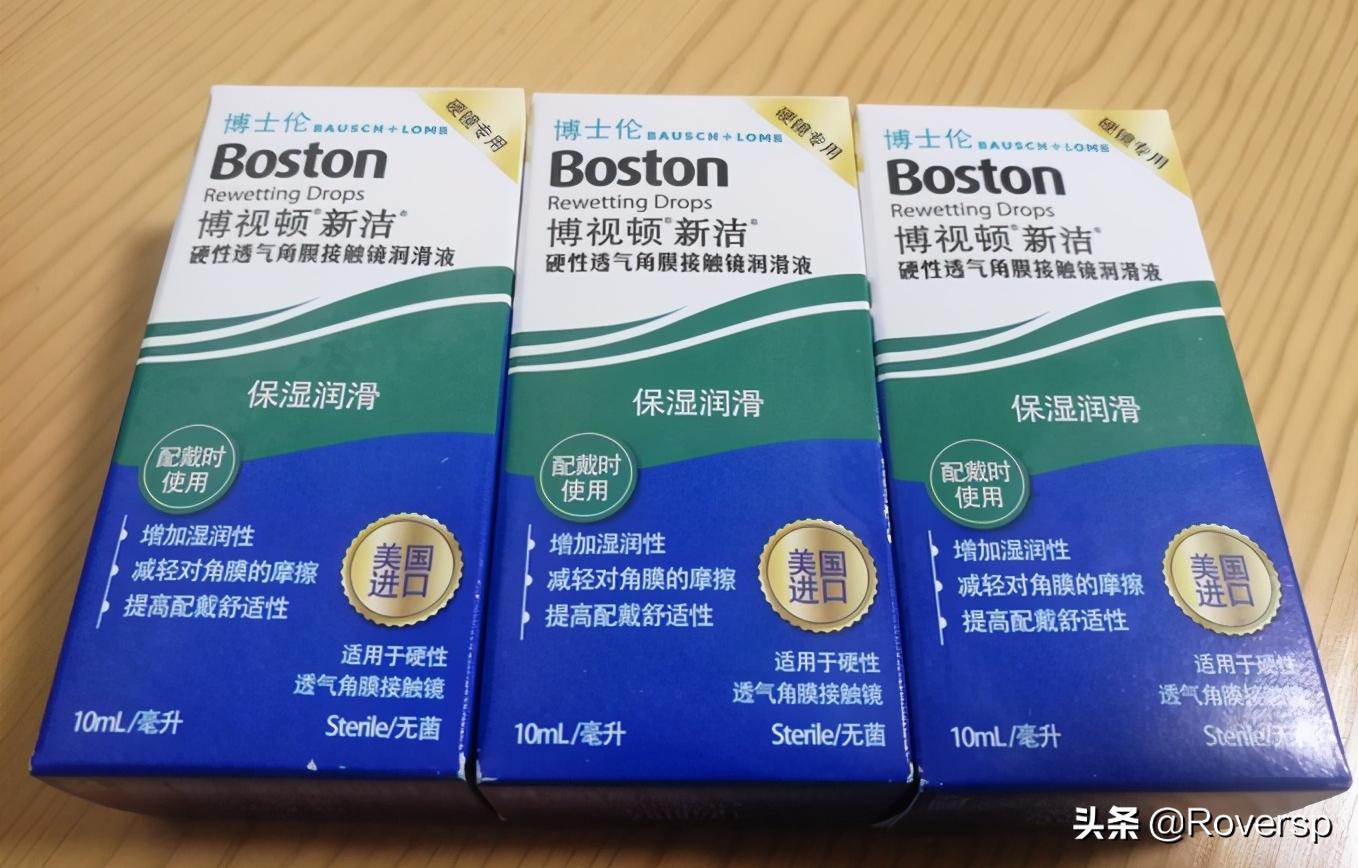 博士伦 BAUSCH + LOMB
硬镜专用
Boston
Rewetting Drops
博视顿®新洁®
硬性透气角膜接触镜润滑液
保湿润滑
配戴时
使用
增加湿润性
减轻对角膜的摩擦
提高配戴舒适性
美国
进口
适用于硬性
透气角膜接触镜
10mL/毫升
Sterile/无菌
博士伦 BAUSCH + LOMB
硬镜专用
Boston
Rewetting Drops
博视顿®新洁®
硬性透气角膜接触镜润滑液
保湿润滑
配戴时
使用
增加湿润性
减轻对角膜的摩擦
提高配戴舒适性
美国
进口
适用于硬性
透气角膜接触镜
10mL/毫升
Sterile/无菌
博士伦 BAUSCH + LOMB
硬镜专用
Boston
Rewetting Drops
博视顿®新洁®
硬性透气角膜接触镜润滑液
保湿润滑
配戴时
使用
增加湿润性
减轻对角膜的摩擦
提高配戴舒适性
美国
进口
适用于硬性
透气角膜接触镜
10mL/毫升
Sterile/无菌
头条 @Roversp